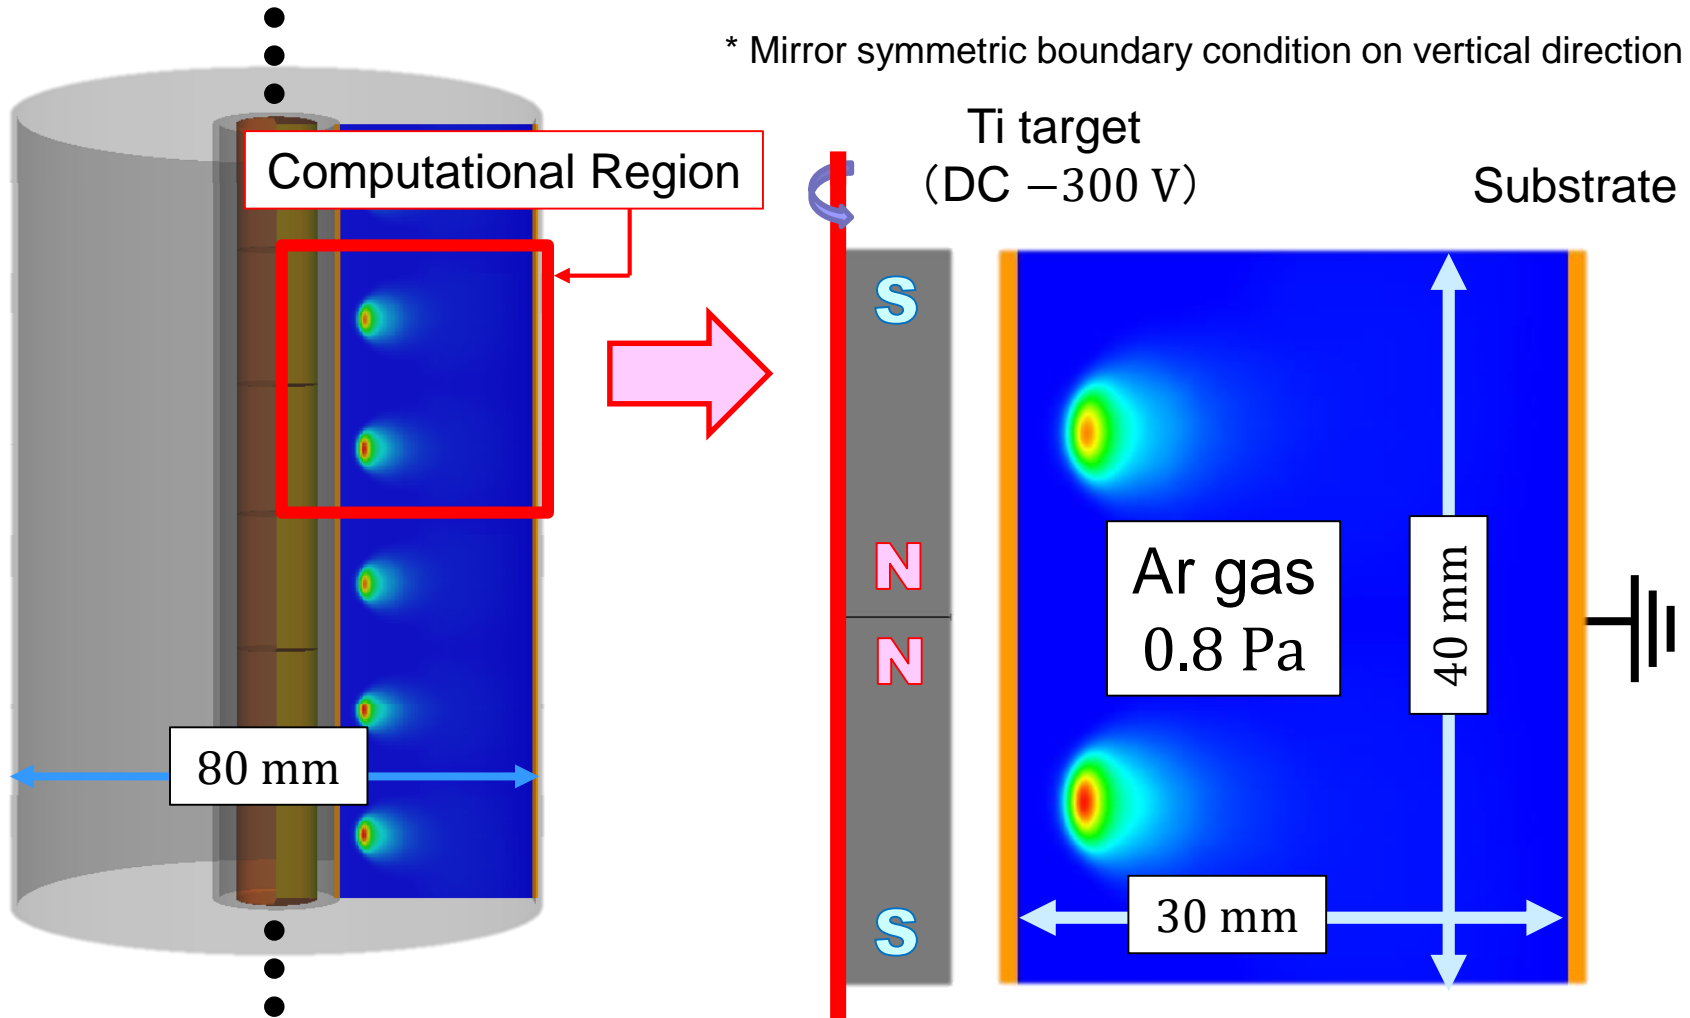 * Mirror symmetric boundary condition on vertical direction
Computational Region
80 mm
Ti target
（DC −300 V）
Substrate
S
N
N
S
Ar gas
0.8 Pa
40 mm
30 mm